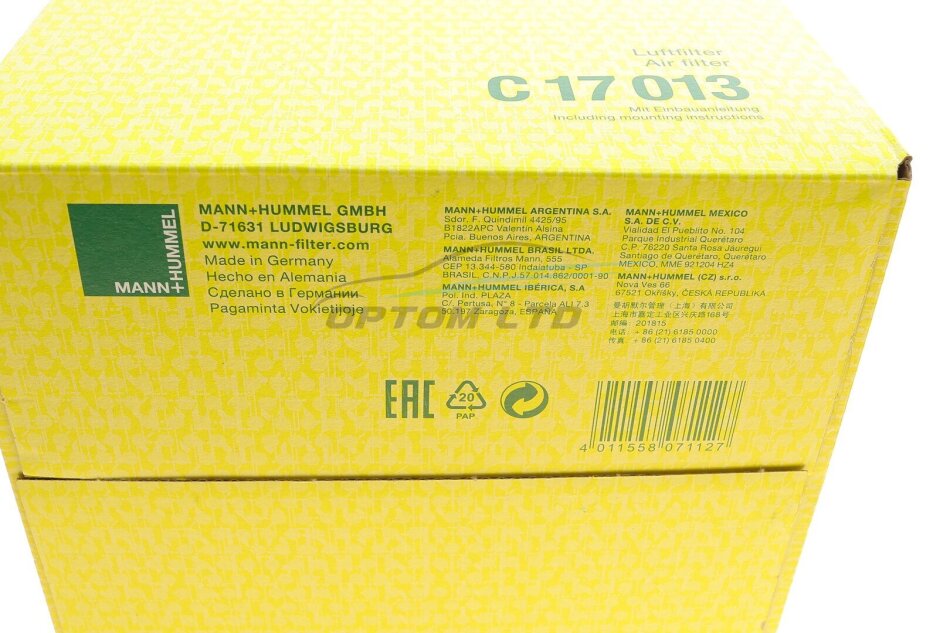 Luftfilter
Air filter
C 17 013
Mit Einbauanleitung
Including mounting instructions
MANN+HUMMEL
MANN+HUMMEL GMBH
D-71631 LUDWIGSBURG
www.mann-filter.com
Made in Germany
Hecho en Alemania
Сделано в Германии
Pagaminta Vokietijoje
MANN+HUMMEL ARGENTINA S.A.
Sdor. F. Quindimil 4425/95
B1822APC Valentín Alsina
Pcia. Buenos Aires, ARGENTINA
MANN+HUMMEL BRASIL LTDA.
Alameda Filtros Mann, 555
CEP 13.344-580 Indaiatuba - SP
BRASIL, C.N.P.J.57.014.862/0001-90
MANN+HUMMEL IBÉRICA, S.A
Pol. Ind. PLAZA
C/. Pertusa, Nº 8 - Parcela ALI 7.3
50.197 Zaragoza, ESPAÑA
MANN+HUMMEL MEXICO
S.A. DE C.V.
Vialidad El Pueblito No. 104
Parque Industrial Querétaro
C.P. 76220 Santa Rosa Jauregui
Santiago de Querétaro, Querétaro
MEXICO, MME 921204 HZ4
MANN+HUMMEL (CZ) s.r.o.
Nova Ves 66
67521 Okříšky, ČESKÁ REPUBLIKA
曼胡默尔管理（上海）有限公司
上海市嘉定工业区兴庆路168号
邮编: 201815
电话: + 86 (21) 6185 0000
传真: + 86 (21) 6185 0400
OPTOM LTD
EAC
20
PAP
4 011558 071127